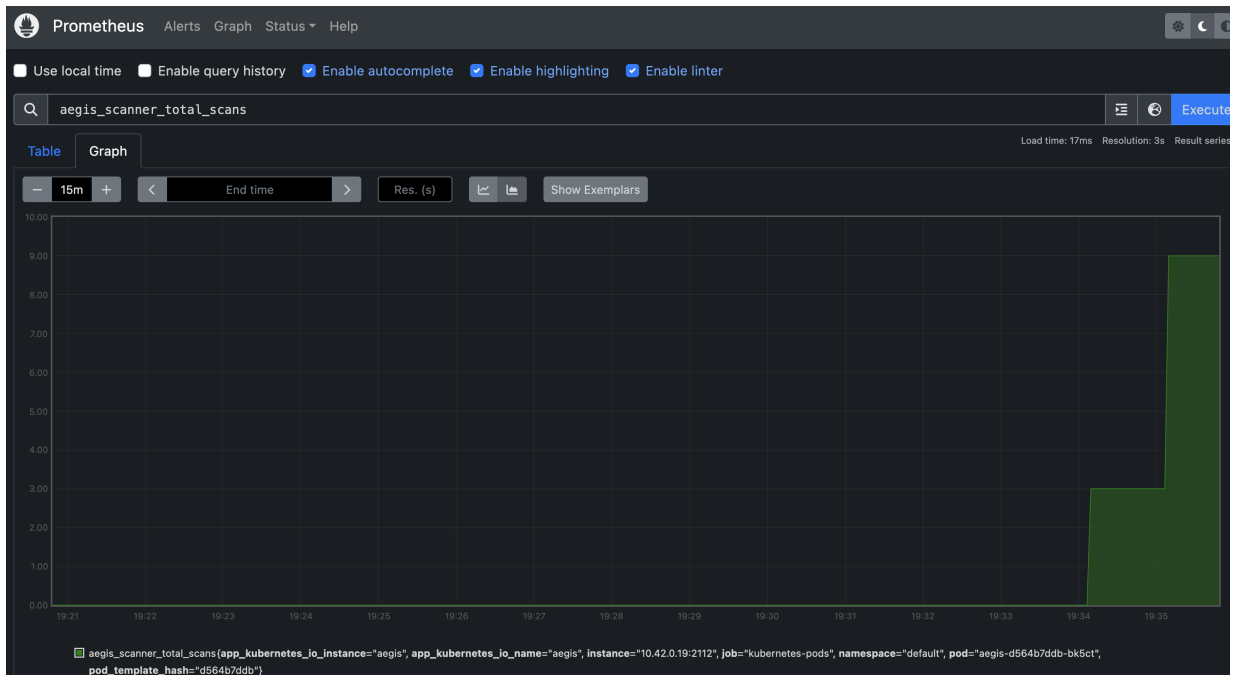 Prometheus Alerts Graph Status Help
Use local time Enable query history Enable autocomplete Enable highlighting Enable linter
aegis_scanner_total_scans Execute
Load time: 17ms Resolution: 3s Result series
Table Graph
− 15m + < End time > Res. (s) Show Exemplars
10.00
9.00
8.00
7.00
6.00
5.00
4.00
3.00
2.00
1.00
0.00
19:21 19:22 19:23 19:24 19:25 19:26 19:27 19:28 19:29 19:30 19:31 19:32 19:33 19:34 19:35
aegis_scanner_total_scans{app_kubernetes_io_instance="aegis", app_kubernetes_io_name="aegis", instance="10.42.0.19:2112", job="kubernetes-pods", namespace="default", pod="aegis-d564b7ddb-bk5ct",
pod_template_hash="d564b7ddb"}